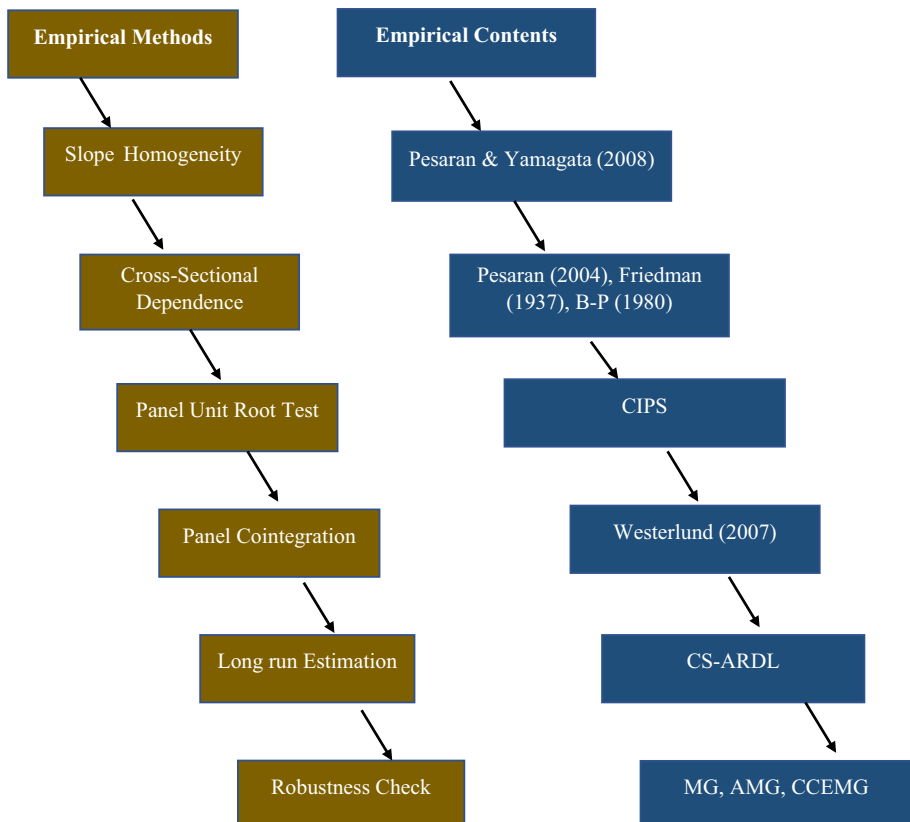 Empirical Methods
Empirical Contents
Slope Homogeneity
Pesaran & Yamagata (2008)
Cross-Sectional
Dependence
Pesaran (2004), Friedman
(1937), B-P (1980)
Panel Unit Root Test
CIPS
Panel Cointegration
Westerlund (2007)
Long run Estimation
CS-ARDL
Robustness Check
MG, AMG, CCEMG